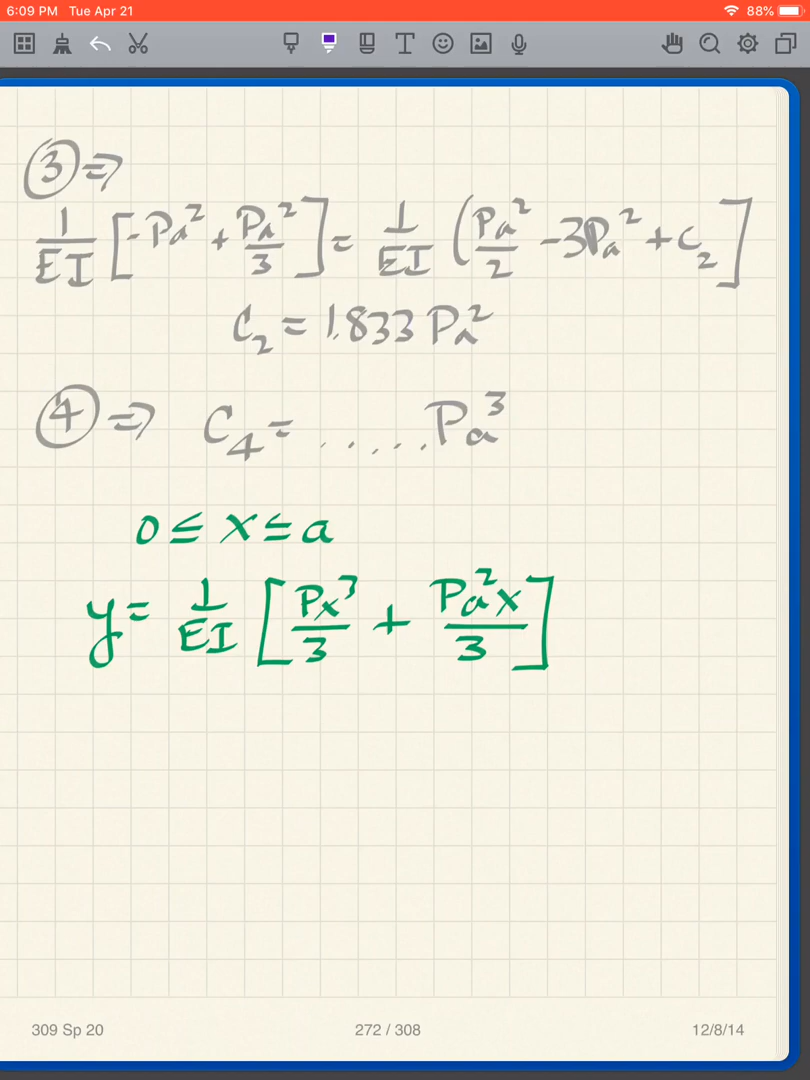 6:09 PM Tue Apr 21 88%
③ ⇒
1/EI [-Pa² + Pa²/3] = 1/EI (Pa²/2 - 3Pa² + C₂]
C₂ = 1.833 Pa²
④ ⇒ C₄ = ..... Pa³
0 ≤ x ≤ a
y = 1/EI [Px³/3 + Pa²x/3]
309 Sp 20 272 / 308 12/8/14